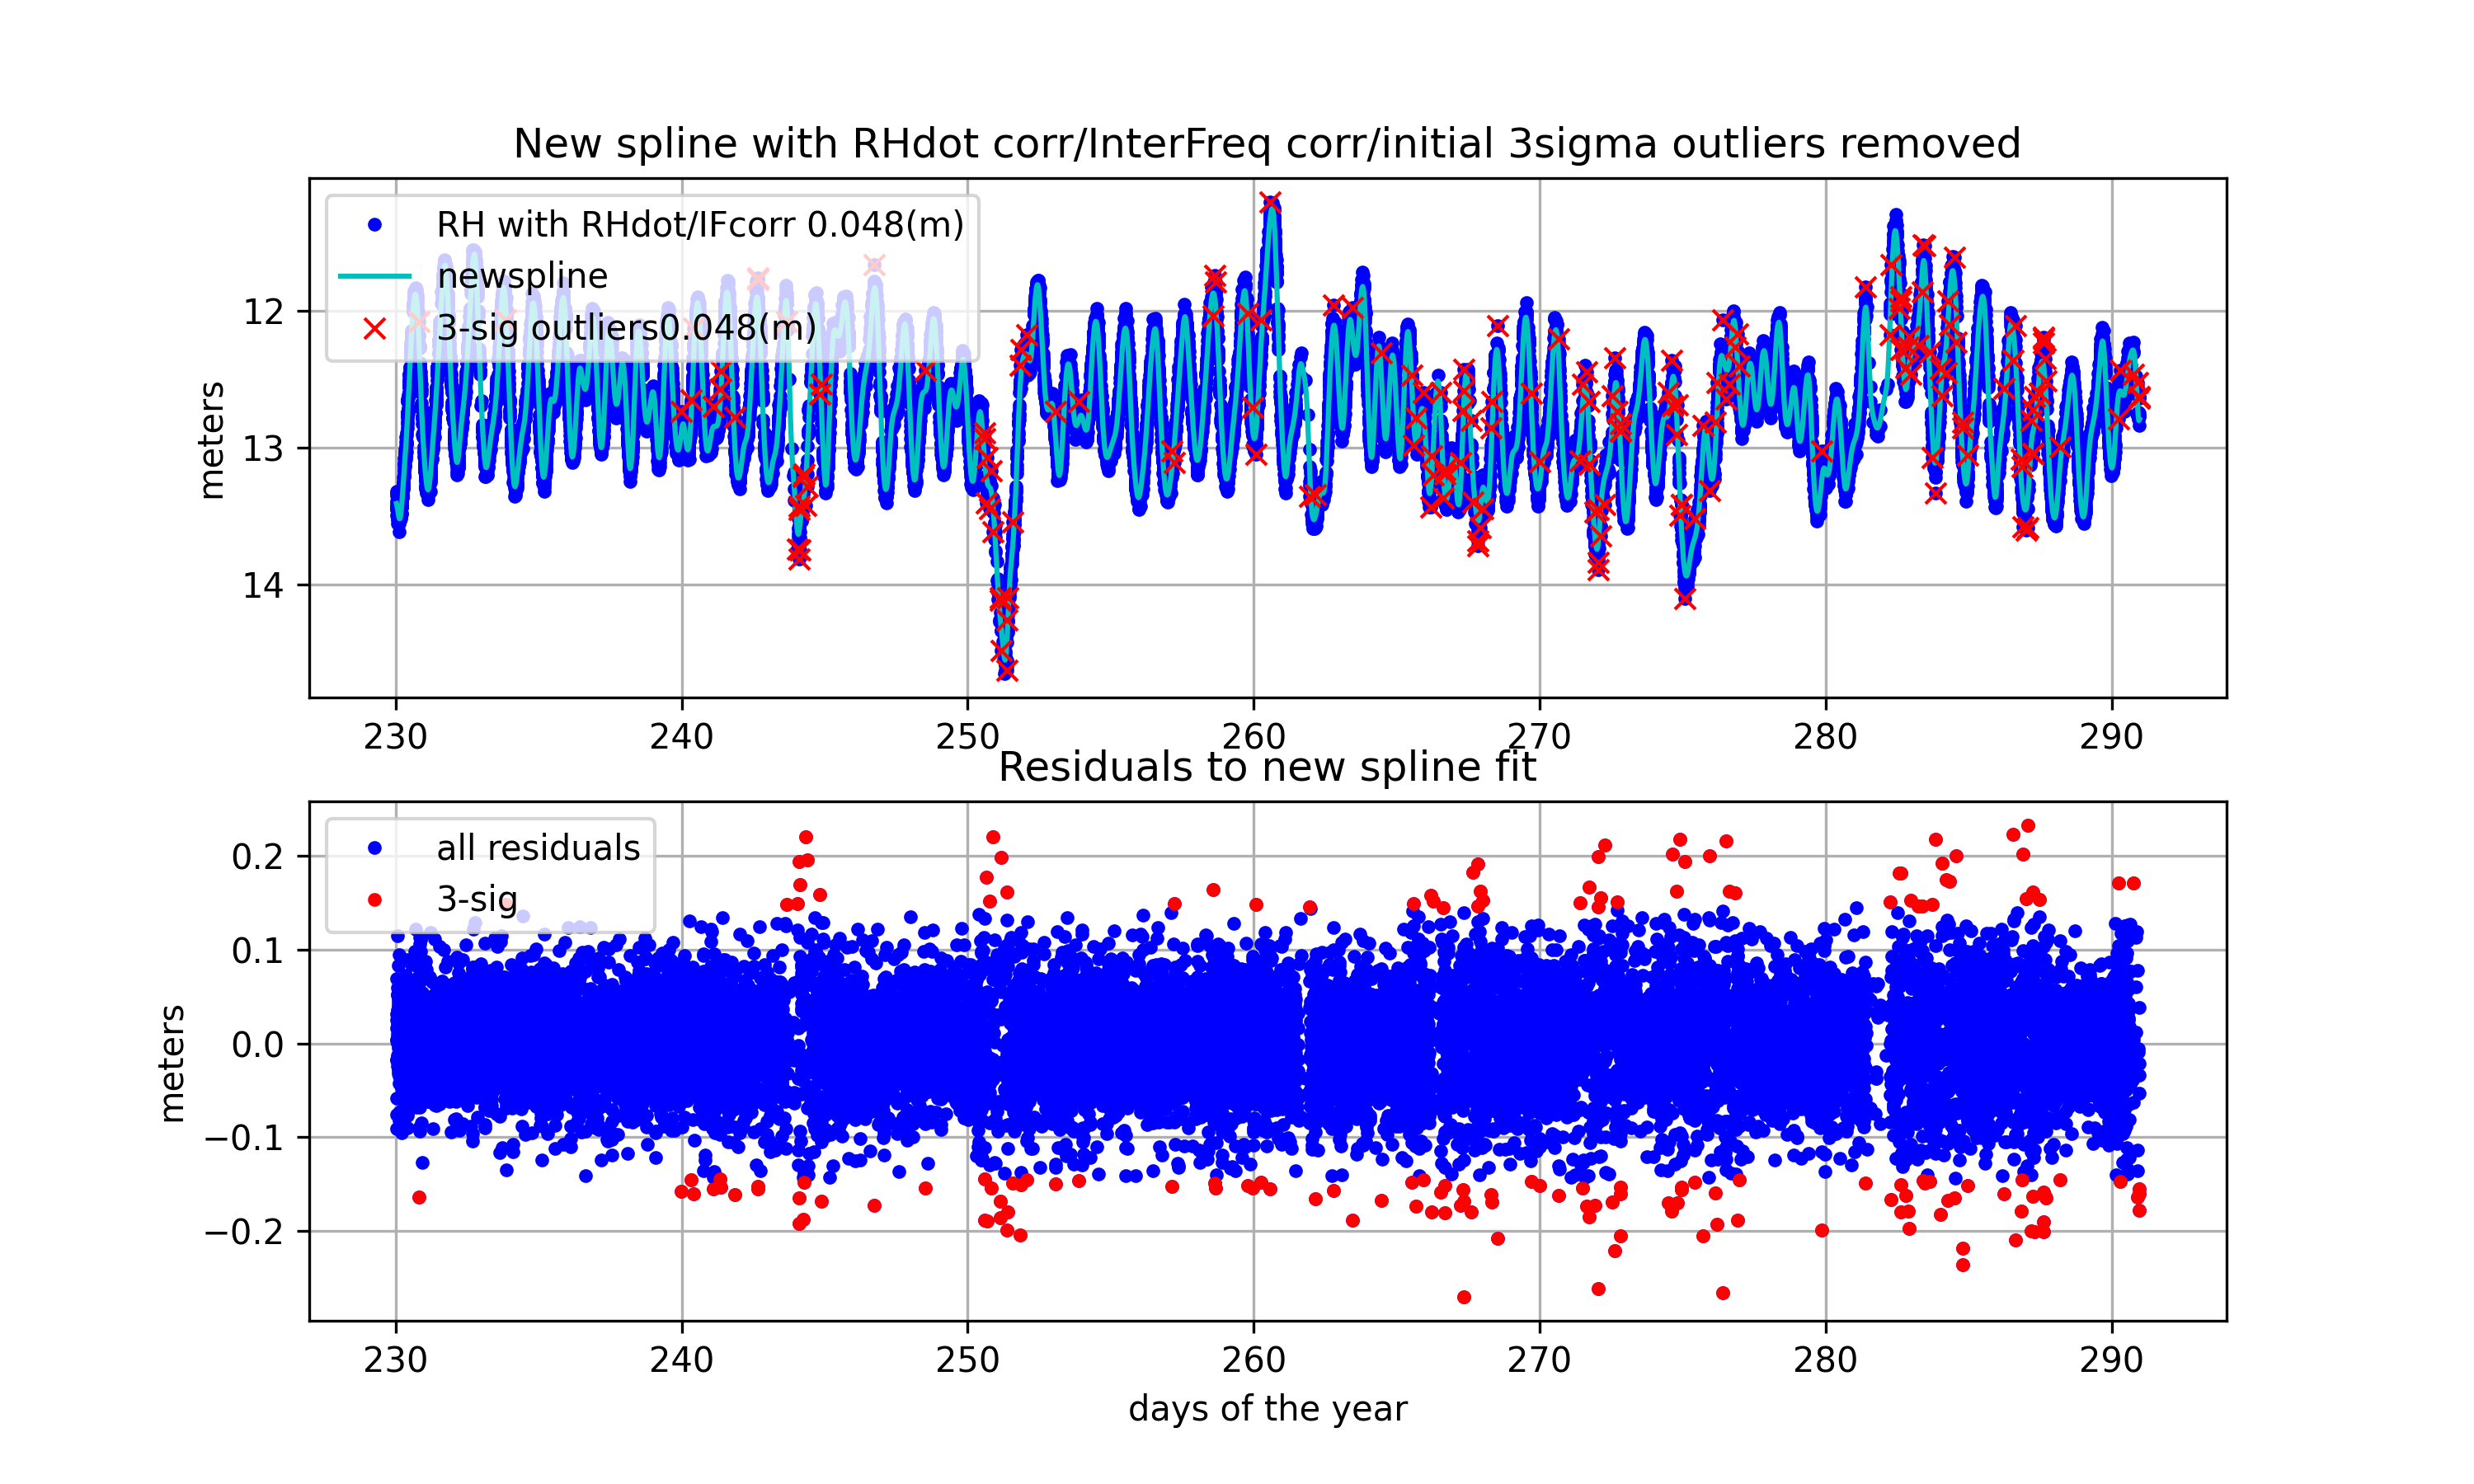 New spline with RHdot corr/InterFreq corr/initial 3sigma outliers removed
RH with RHdot/IFcorr 0.048(m)
newspline
3-sig outliers0.048(m)
meters
12
13
14
230 240 250 260 270 280 290
Residuals to new spline fit
all residuals
3-sig
meters
0.2
0.1
0.0
−0.1
−0.2
230 240 250 260 270 280 290
days of the year